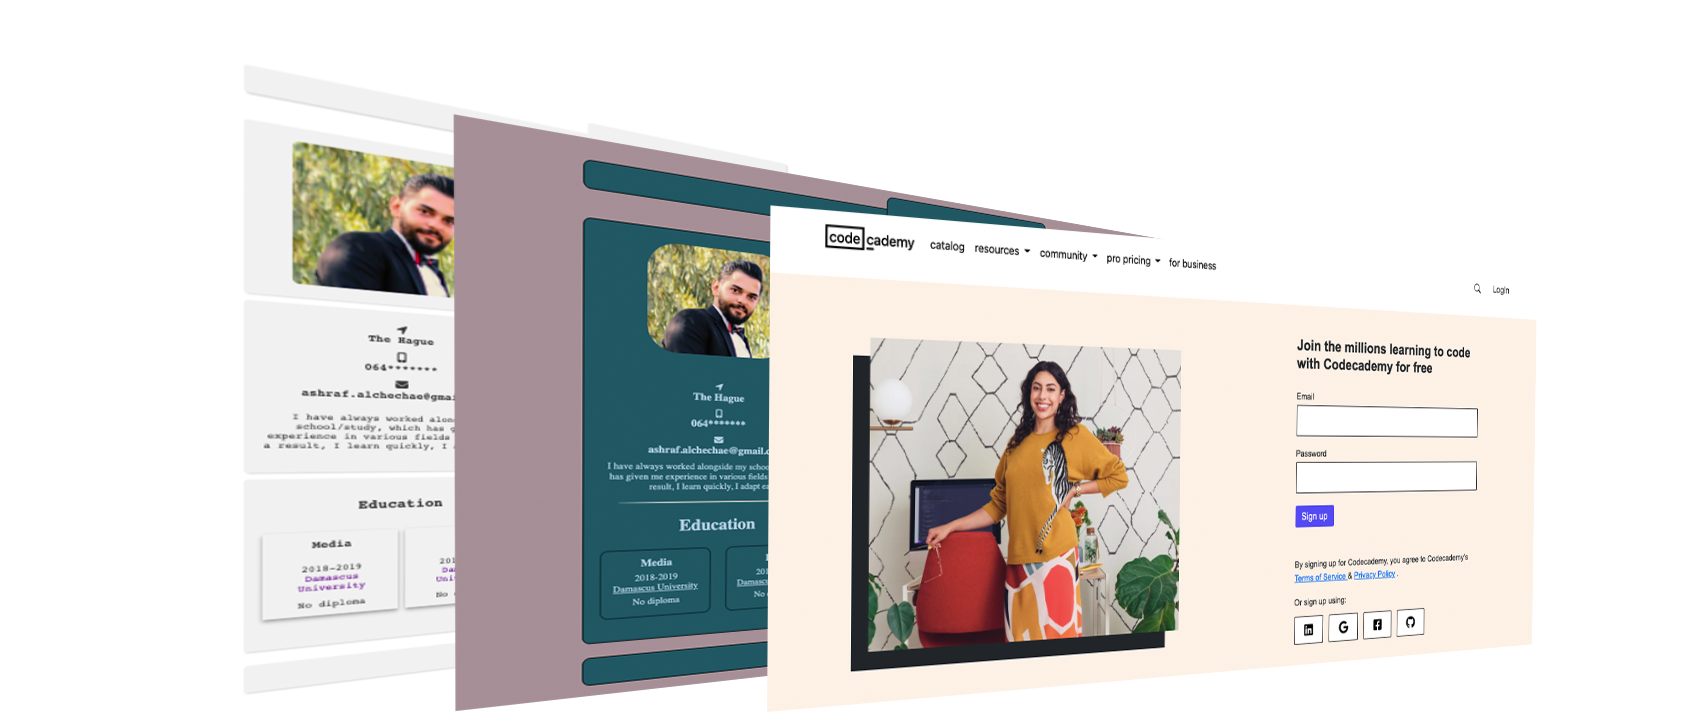 The Hague
064*******
ashraf.alchechae@gmai
I have always worked alon
school/study, which has g
experience in various fields
a result, I learn quickly, I
Education
Media
2018-2019
Damascus
University
No diploma
201
Da
Uni
No
The Hague
064*******
ashraf.alchechae@gmail.c
I have always worked alongside my schoo
has given me experience in various fields
result, I learn quickly, I adapt ea
Education
Media
2018-2019
Damascus University
No diploma
201
Damasc
No
codecademy
catalog resources community pro pricing for business
Login
Join the millions learning to code
with Codecademy for free
Email
Password
Sign up
By signing up for Codecademy, you agree to Codecademy's
Terms of Service & Privacy Policy .
Or sign up using: